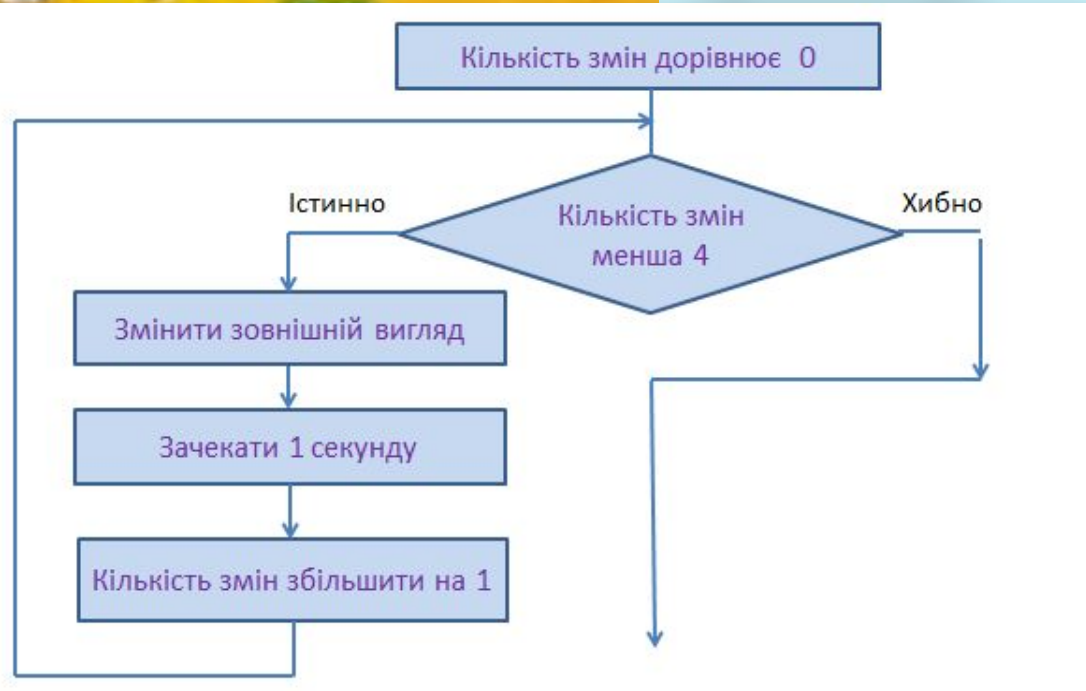 Кількість змін дорівнює 0
Істинно
Кількість змін
менша 4
Хибно
Змінити зовнішній вигляд
Зачекати 1 секунду
Кількість змін збільшити на 1